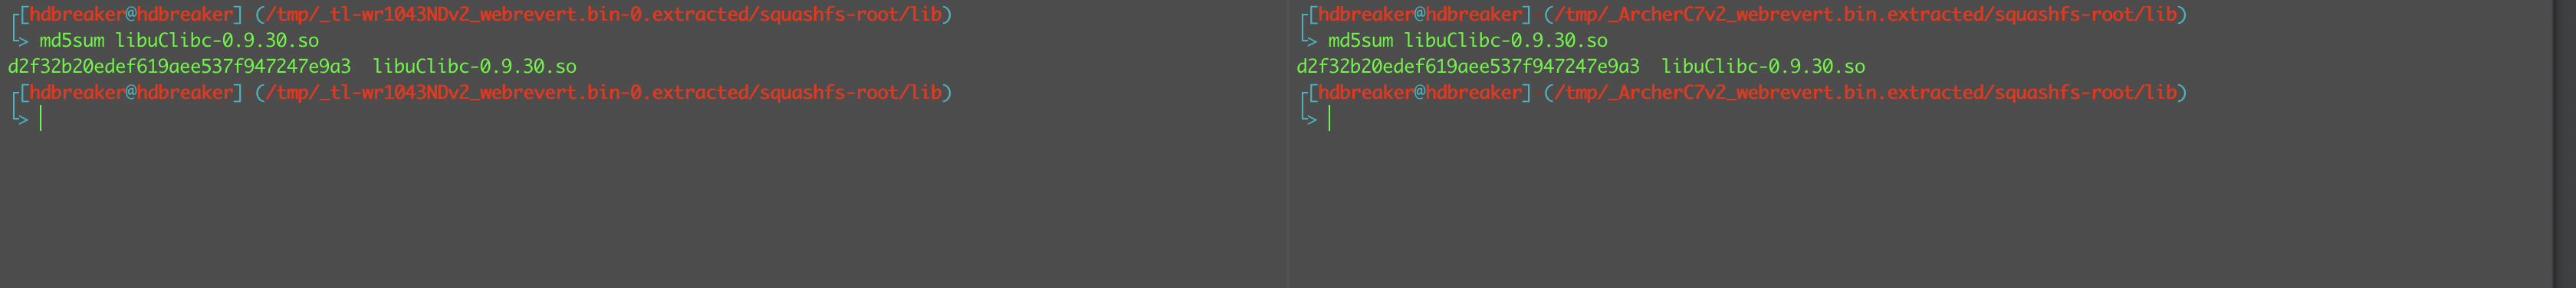 [hdbreaker@hdbreaker] (/tmp/_tl-wr1043NDv2_webrevert.bin-0.extracted/squashfs-root/lib)
> md5sum libuClibc-0.9.30.so
d2f32b20edef619aee537f947247e9a3  libuClibc-0.9.30.so
[hdbreaker@hdbreaker] (/tmp/_tl-wr1043NDv2_webrevert.bin-0.extracted/squashfs-root/lib)
>
[hdbreaker@hdbreaker] (/tmp/_ArcherC7v2_webrevert.bin.extracted/squashfs-root/lib)
> md5sum libuClibc-0.9.30.so
d2f32b20edef619aee537f947247e9a3  libuClibc-0.9.30.so
[hdbreaker@hdbreaker] (/tmp/_ArcherC7v2_webrevert.bin.extracted/squashfs-root/lib)
>